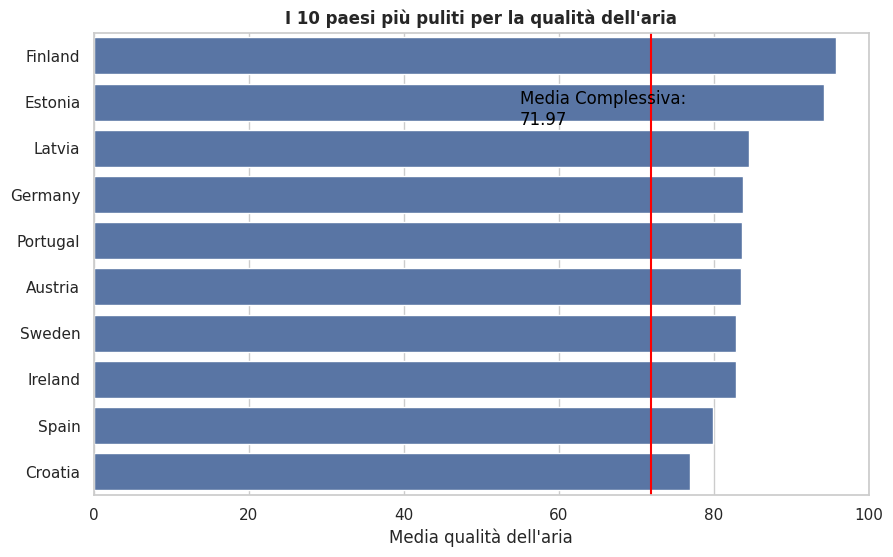 I 10 paesi più puliti per la qualità dell'aria
Finland
Estonia
Media Complessiva:
71.97
Latvia
Germany
Portugal
Austria
Sweden
Ireland
Spain
Croatia
0 20 40 60 80 100
Media qualità dell'aria